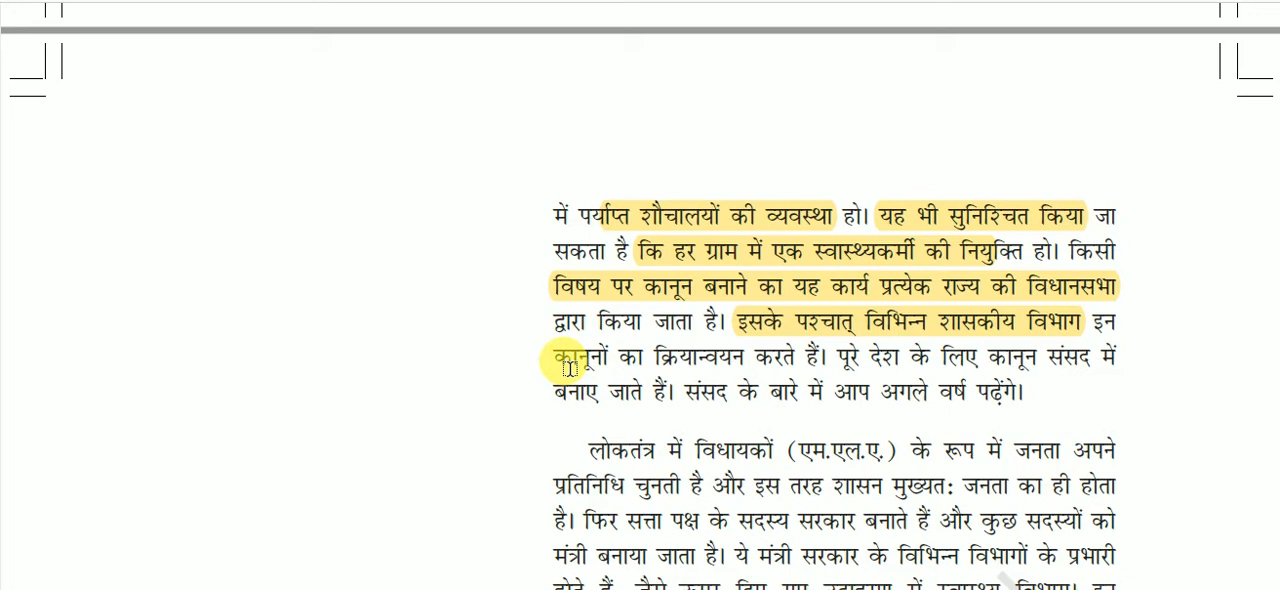 में पर्याप्त शौचालयों की व्यवस्था हो। यह भी सुनिश्चित किया जा
सकता है कि हर ग्राम में एक स्वास्थ्यकर्मी की नियुक्ति हो। किसी
विषय पर कानून बनाने का यह कार्य प्रत्येक राज्य की विधानसभा
द्वारा किया जाता है। इसके पश्चात् विभिन्न शासकीय विभाग इन
कानूनों का क्रियान्वयन करते हैं। पूरे देश के लिए कानून संसद में
बनाए जाते हैं। संसद के बारे में आप अगले वर्ष पढ़ेंगे।
लोकतंत्र में विधायकों (एम.एल.ए.) के रूप में जनता अपने
प्रतिनिधि चुनती है और इस तरह शासन मुख्यत: जनता का ही होता
है। फिर सत्ता पक्ष के सदस्य सरकार बनाते हैं और कुछ सदस्यों को
मंत्री बनाया जाता है। ये मंत्री सरकार के विभिन्न विभागों के प्रभारी